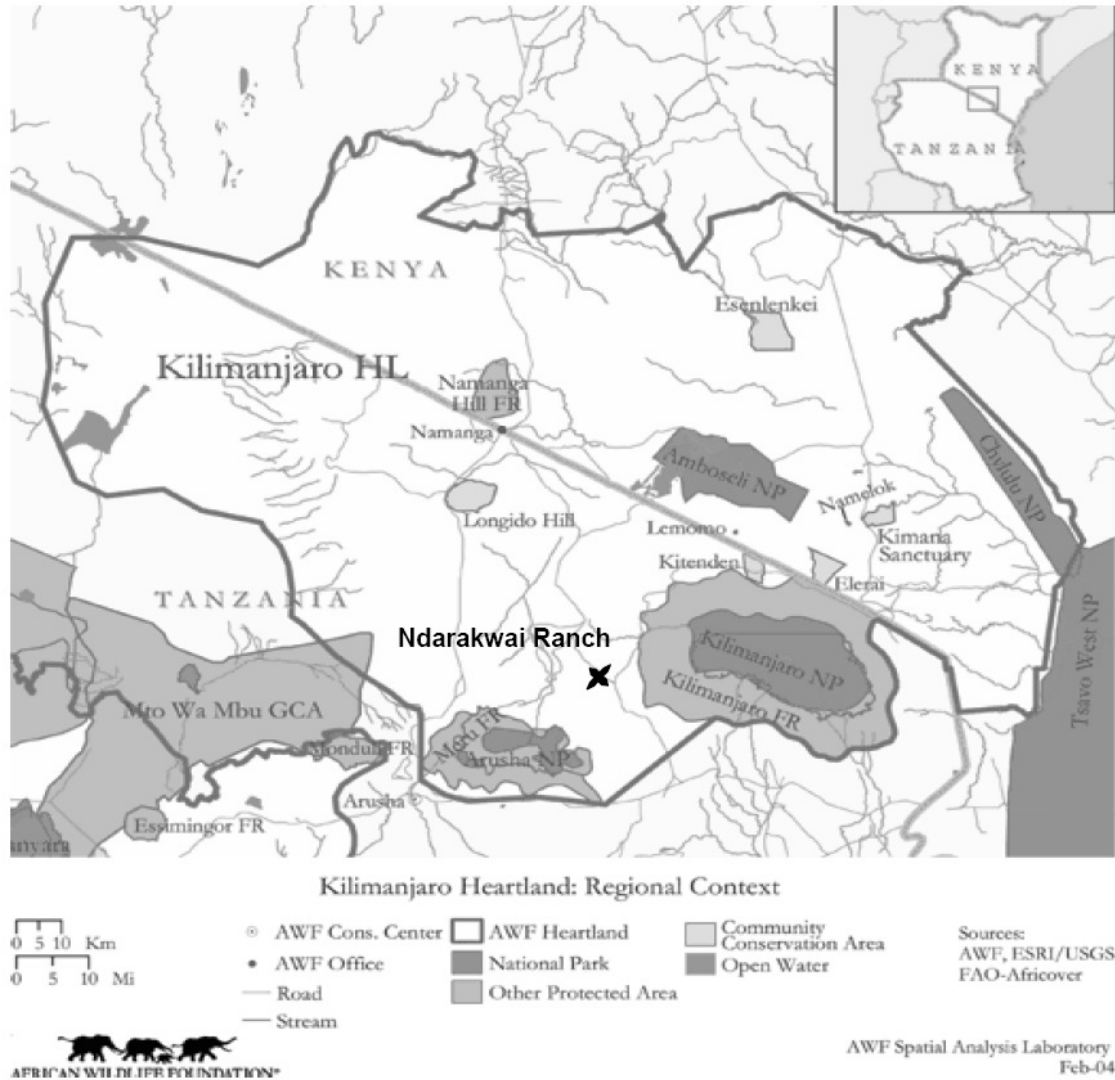 KENYA
TANZANIA
KENYA
Esenlenkei
Kilimanjaro HL
Namanga
Hill FR
Namanga
Amboseli NP
Chylulu NP
Longido Hill
Namelok
Lemomo
Kimana
Sanctuary
Kitenden
Elerai
TANZANIA
Ndarakwai Ranch
Kilimanjaro NP
Kilimanjaro FR
Tsavo West NP
Mto Wa Mbu GCA
Meru FR
Monduli FR
Arusha NP
Arusha
Essimingor FR
anyara
Kilimanjaro Heartland: Regional Context
0 5 10 Km
0 5 10 Mi
AWF Cons. Center
AWF Office
Road
Stream
AWF Heartland
National Park
Other Protected Area
Community
Conservation Area
Open Water
Sources:
AWF, ESRI/USGS
FAO-Africover
AFRICAN WILDLIFE FOUNDATION®
AWF Spatial Analysis Laboratory
Feb-04